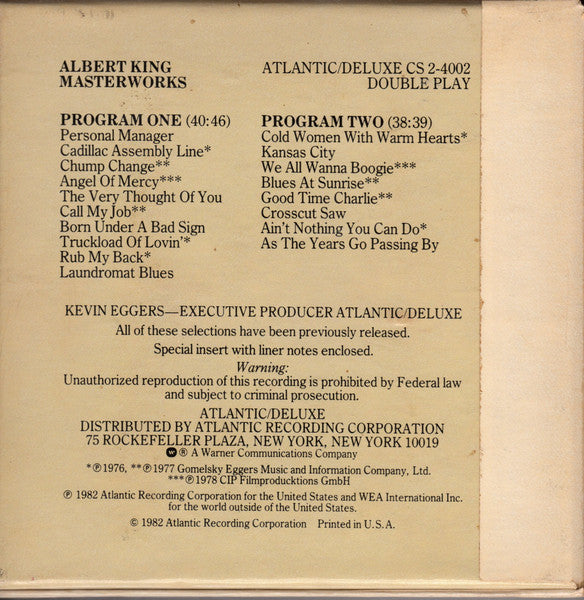 ALBERT KING
MASTERWORKS
ATLANTIC/DELUXE CS 2-4002
DOUBLE PLAY
PROGRAM ONE (40:46)
Personal Manager
Cadillac Assembly Line*
Chump Change**
Angel Of Mercy***
The Very Thought Of You
Call My Job**
Born Under A Bad Sign
Truckload Of Lovin'*
Rub My Back*
Laundromat Blues
PROGRAM TWO (38:39)
Cold Women With Warm Hearts*
Kansas City
We All Wanna Boogie***
Blues At Sunrise**
Good Time Charlie**
Crosscut Saw
Ain't Nothing You Can Do*
As The Years Go Passing By
KEVIN EGGERS—EXECUTIVE PRODUCER ATLANTIC/DELUXE
All of these selections have been previously released.
Special insert with liner notes enclosed.
Warning:
Unauthorized reproduction of this recording is prohibited by Federal law
and subject to criminal prosecution.
ATLANTIC/DELUXE
DISTRIBUTED BY ATLANTIC RECORDING CORPORATION
75 ROCKEFELLER PLAZA, NEW YORK, NEW YORK 10019
® A Warner Communications Company
*℗1976, **℗1977 Gomelsky Eggers Music and Information Company, Ltd.
***℗1978 CIP Filmproducktions GmbH
℗ 1982 Atlantic Recording Corporation for the United States and WEA International Inc.
for the world outside of the United States.
© 1982 Atlantic Recording Corporation Printed in U.S.A.